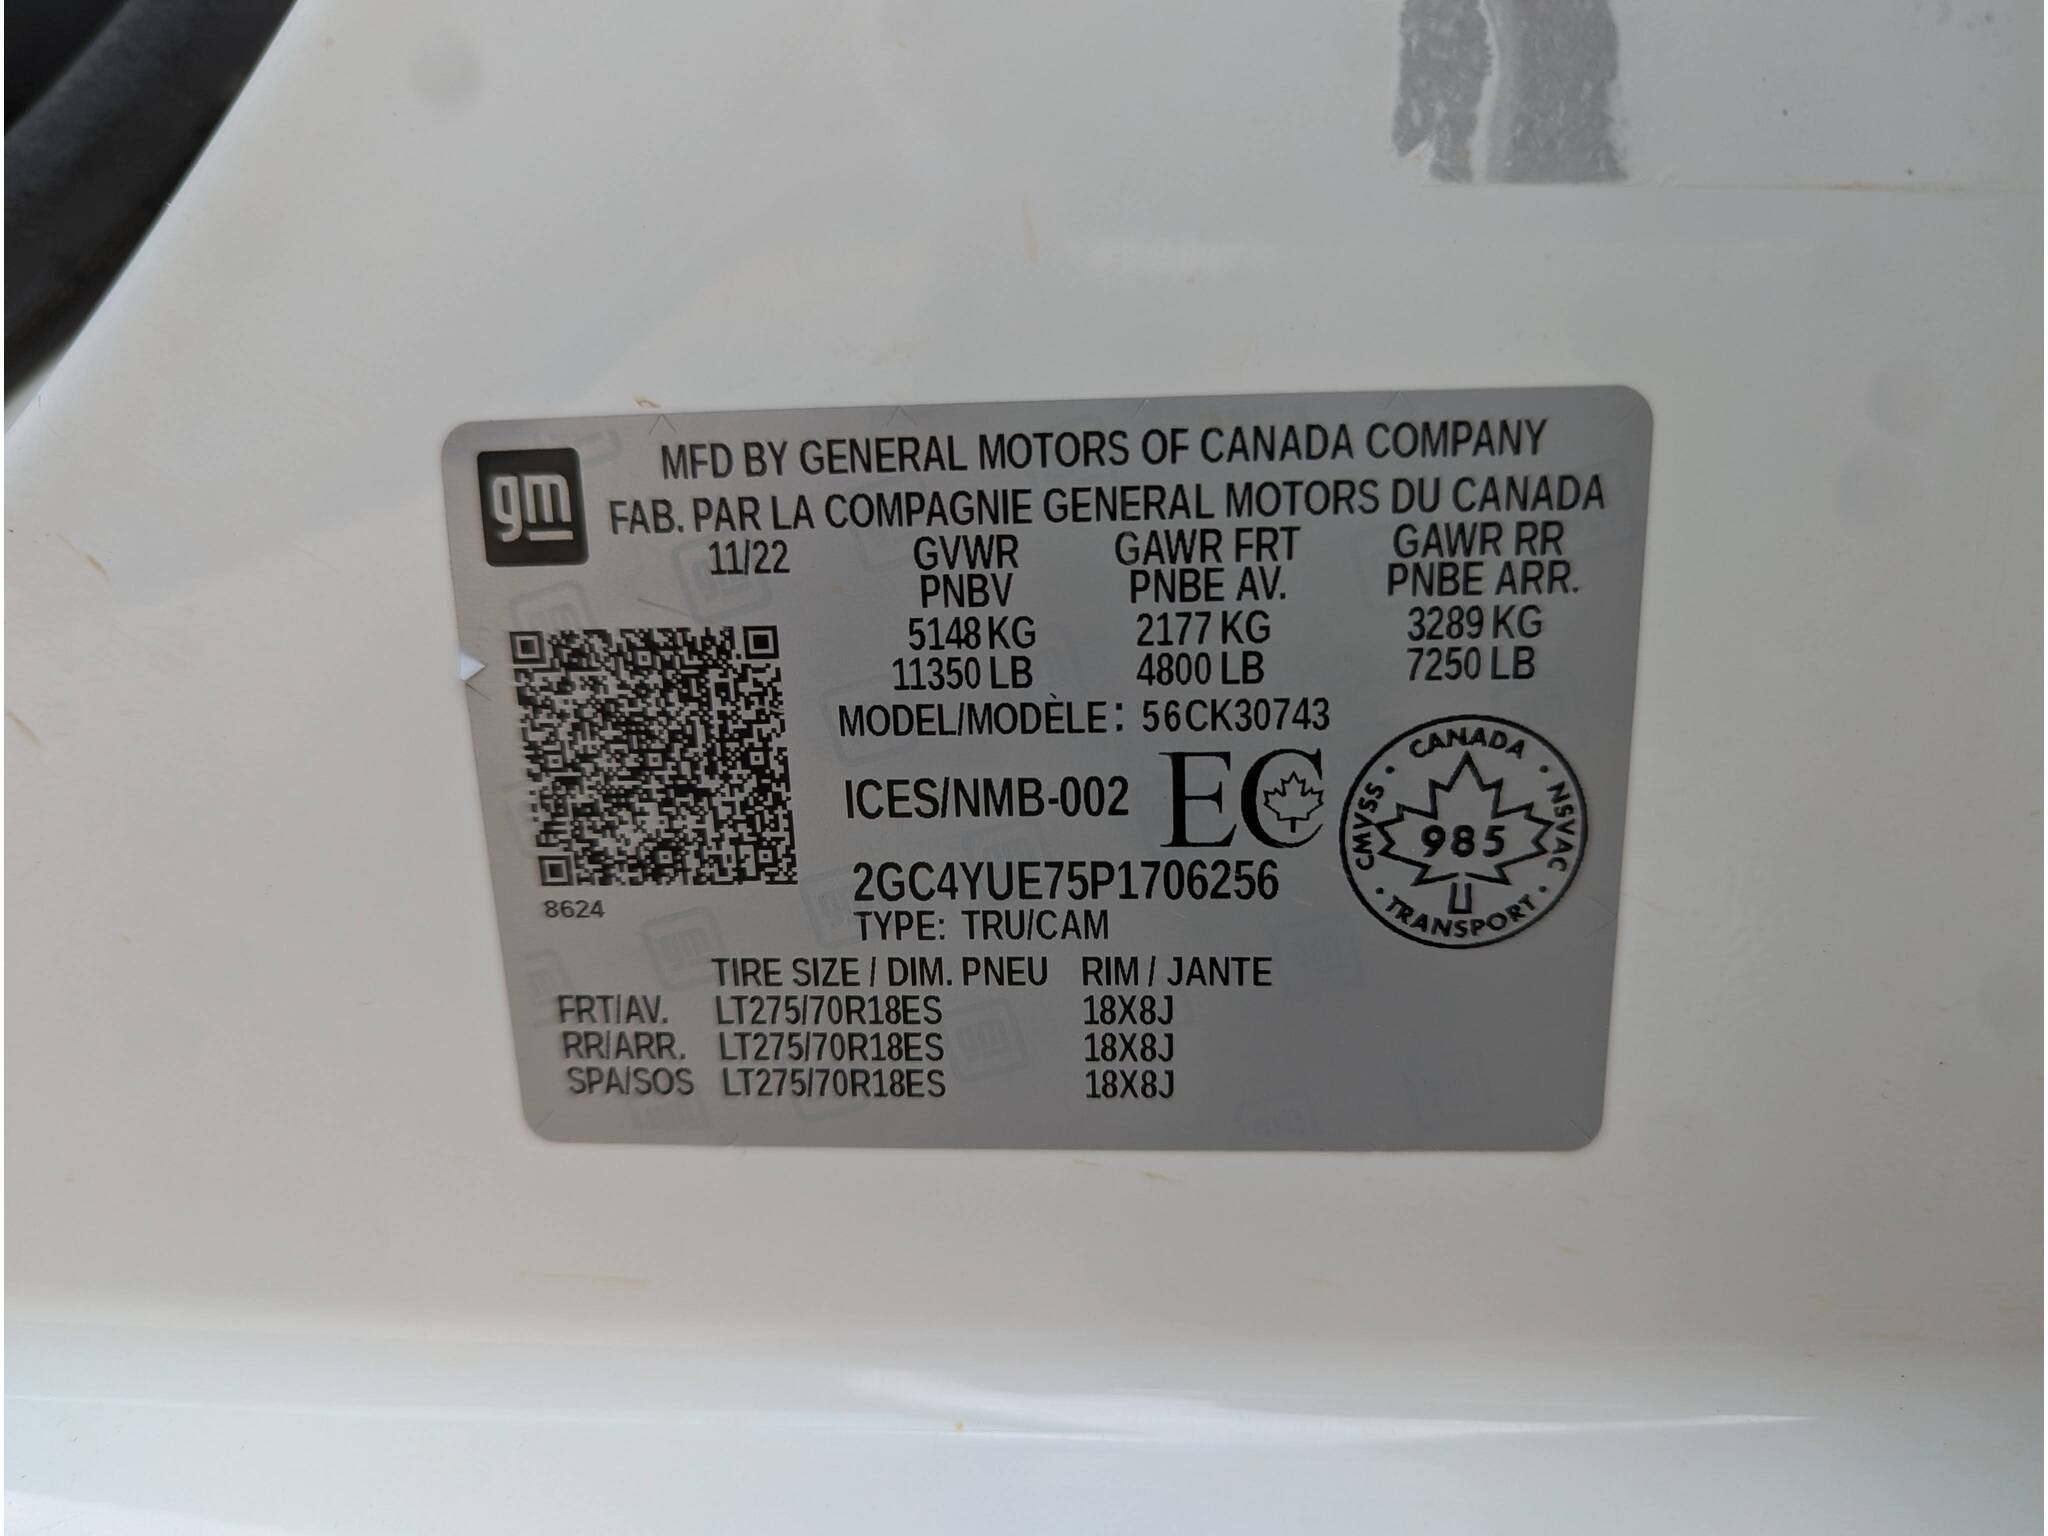 gm
MFD BY GENERAL MOTORS OF CANADA COMPANY
FAB. PAR LA COMPAGNIE GENERAL MOTORS DU CANADA
11/22 GVWR GAWR FRT GAWR RR
PNBV PNBE AV. PNBE ARR.
5148 KG 2177 KG 3289 KG
11350 LB 4800 LB 7250 LB
MODEL/MODÈLE: 56CK30743
ICES/NMB-002 EC
CANADA
CMVSS 985 NSVAC
TRANSPORT
2GC4YUE75P1706256
8624
TYPE: TRU/CAM
TIRE SIZE / DIM. PNEU RIM / JANTE
FRT/AV. LT275/70R18ES 18X8J
RR/ARR. LT275/70R18ES 18X8J
SPA/SOS LT275/70R18ES 18X8J